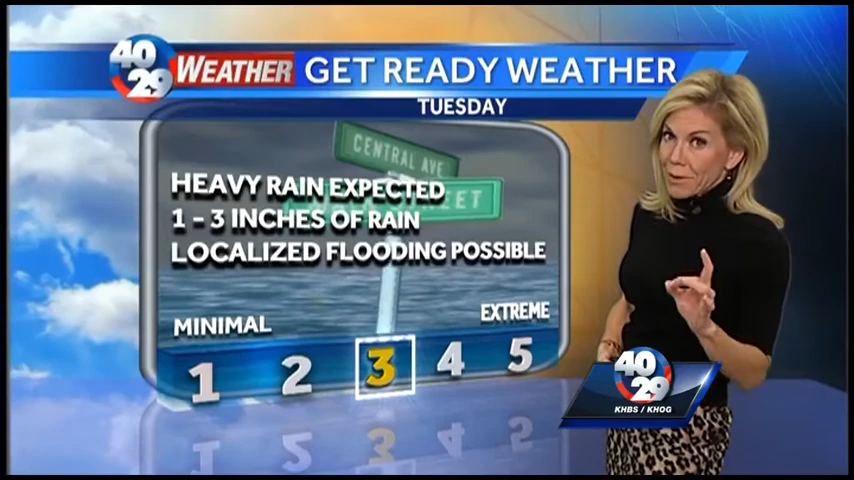 40
29
WEATHER
GET READY WEATHER
TUESDAY
CENTRAL AVE
STREET
HEAVY RAIN EXPECTED
1 - 3 INCHES OF RAIN
LOCALIZED FLOODING POSSIBLE
MINIMAL
EXTREME
1 2 3 4 5
40
29
KHBS / KHOG